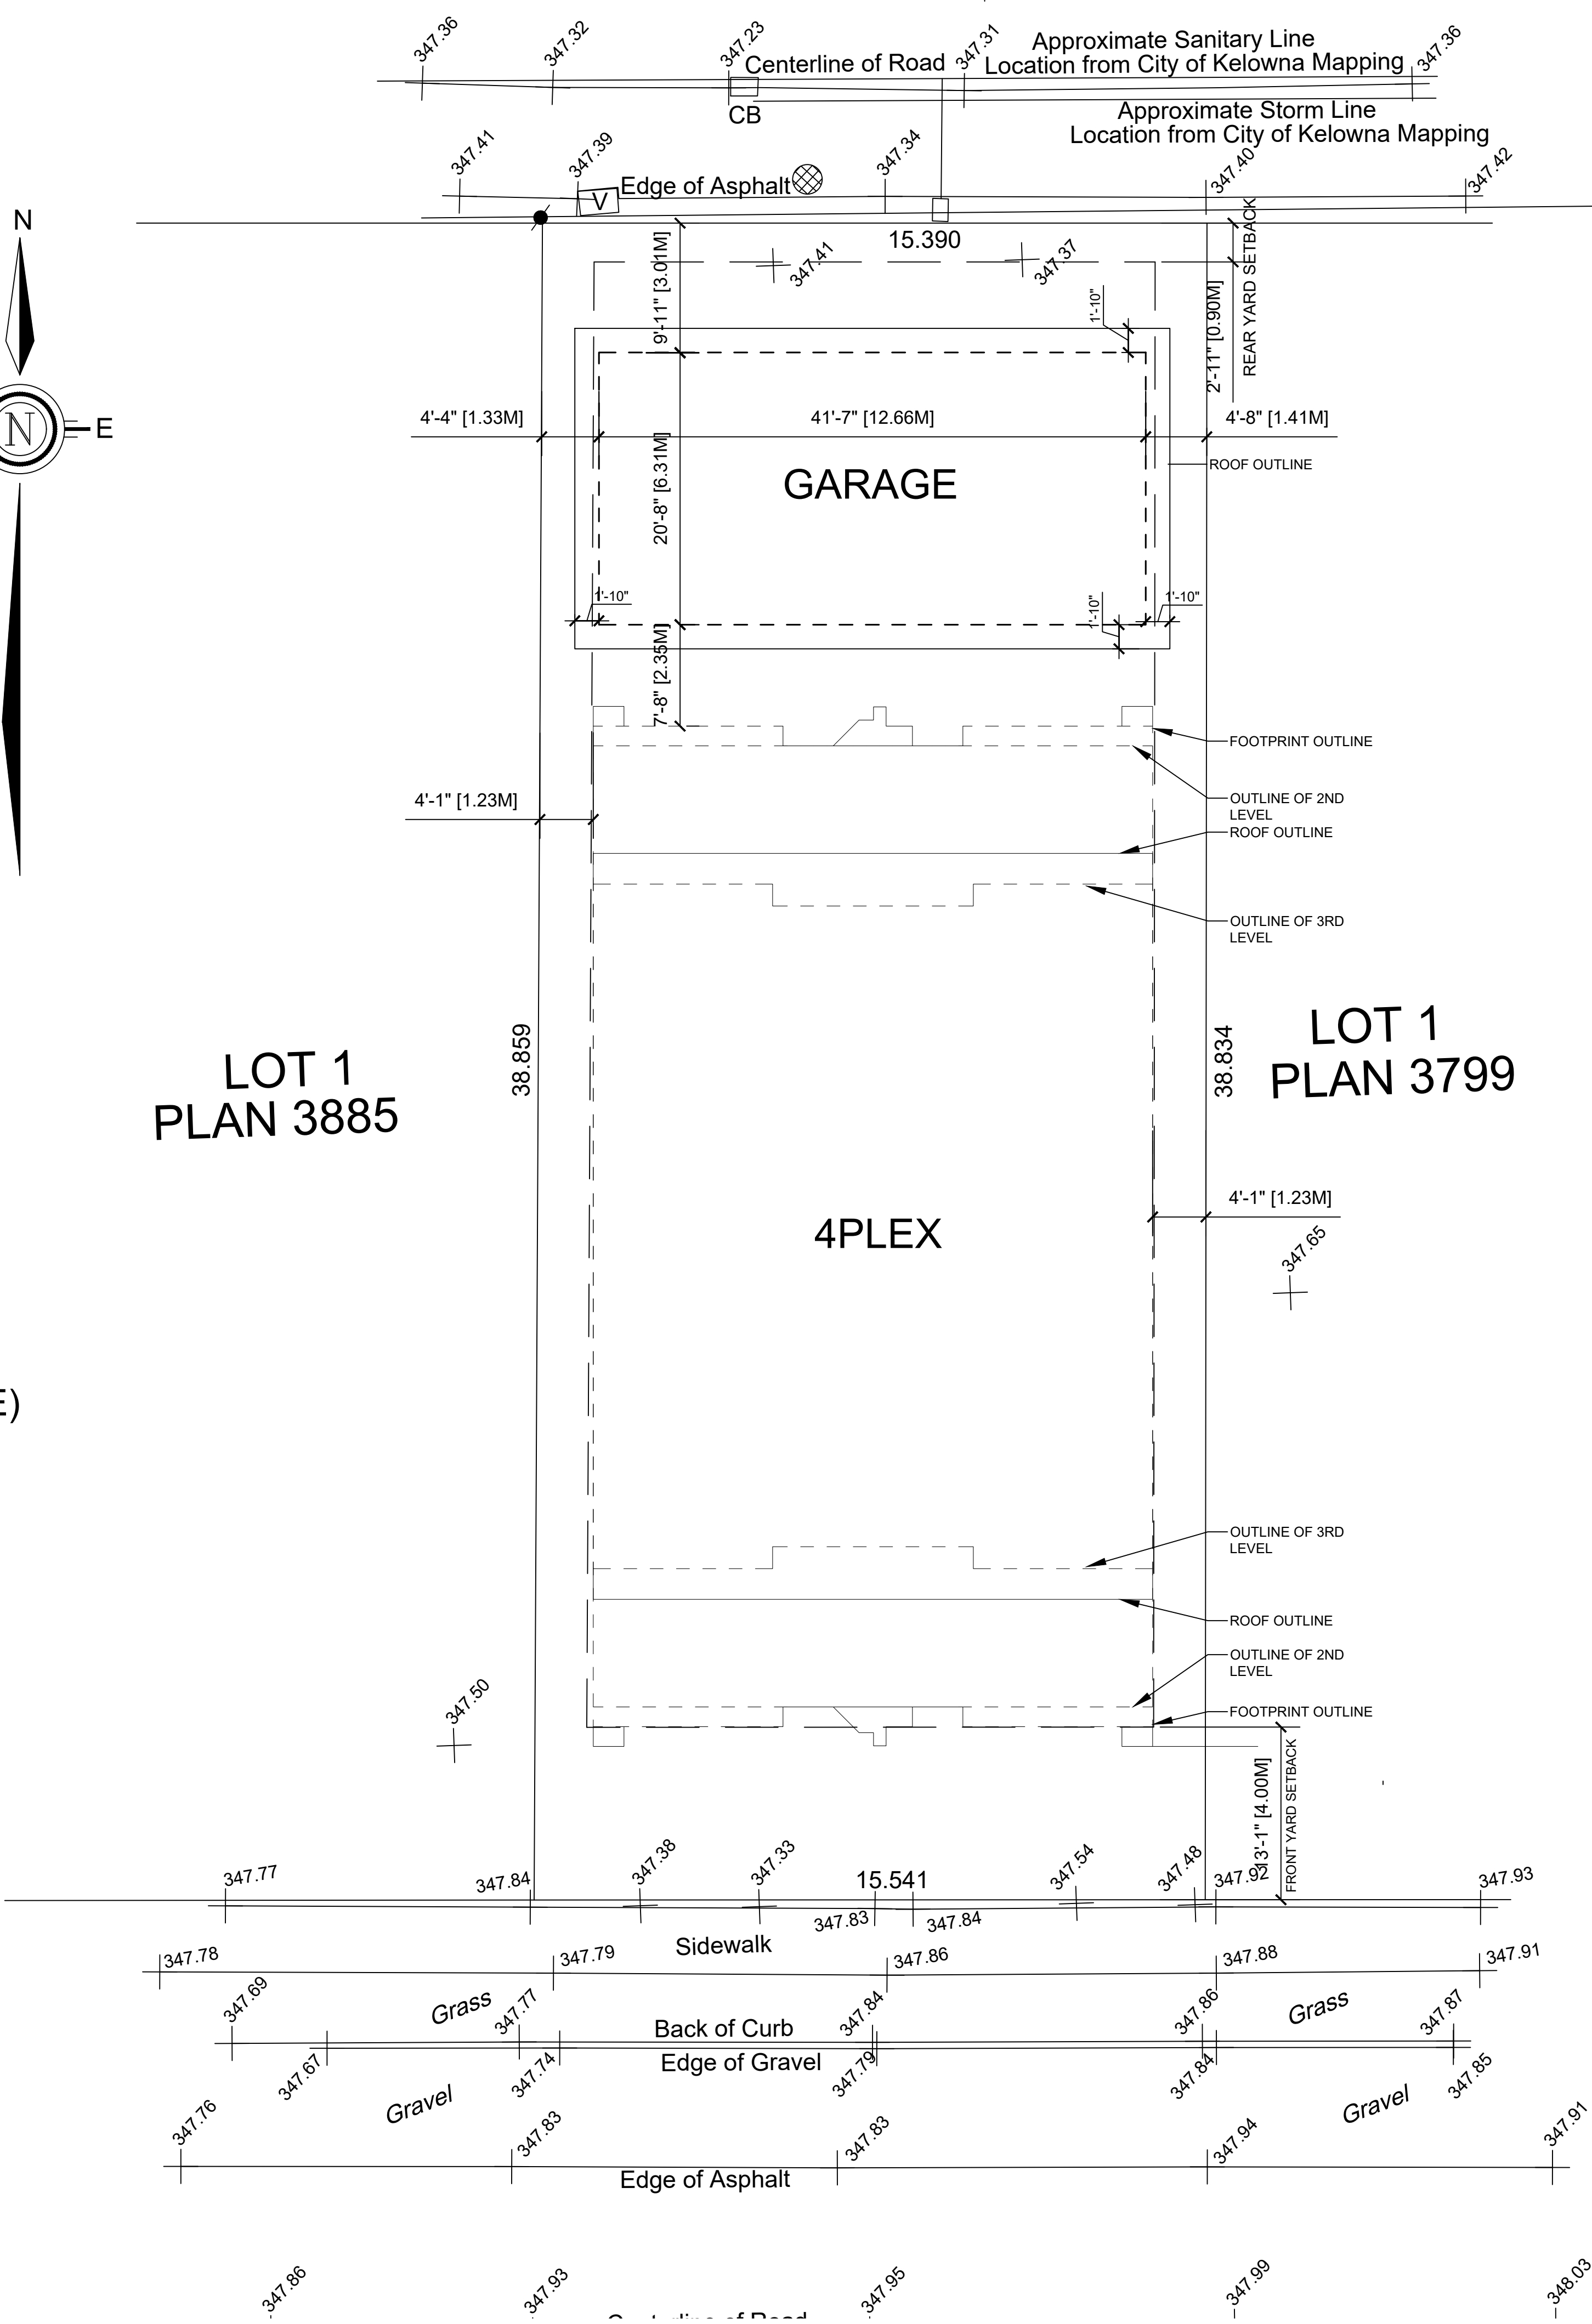 347.36
347.32
347.23
347.31
347.36
Approximate Sanitary Line
Centerline of Road
Location from City of Kelowna Mapping
CB
Approximate Storm Line
Location from City of Kelowna Mapping
347.41
347.39
347.34
347.40
347.42
Edge of Asphalt
V
N
15.390
347.41
347.37
9'-11" [3.01M]
1'-10"
2'-11" [0.90M]
REAR YARD SETBACK
N
E
4'-4" [1.33M]
41'-7" [12.66M]
4'-8" [1.41M]
ROOF OUTLINE
GARAGE
20'-8" [6.31M]
1'-10"
1'-10"
1'-10"
7'-8" [2.35M]
FOOTPRINT OUTLINE
4'-1" [1.23M]
OUTLINE OF 2ND
LEVEL
ROOF OUTLINE
OUTLINE OF 3RD
LEVEL
LOT 1
PLAN 3885
38.859
38.834
LOT 1
PLAN 3799
4'-1" [1.23M]
4PLEX
347.65
E)
OUTLINE OF 3RD
LEVEL
ROOF OUTLINE
OUTLINE OF 2ND
LEVEL
FOOTPRINT OUTLINE
347.50
13'-1" [4.00M]
FRONT YARD SETBACK
347.77
347.84
347.38
347.33
15.541
347.54
347.48
347.92
347.93
347.83
347.84
Sidewalk
347.78
347.79
347.86
347.88
347.91
347.69
Grass
347.77
347.84
347.86
Grass
347.87
Back of Curb
Edge of Gravel
347.67
347.74
347.79
347.84
347.85
Gravel
Gravel
347.76
347.83
347.83
347.94
347.91
Edge of Asphalt
347.86
347.93
347.95
347.99
348.03
Centerline of Road